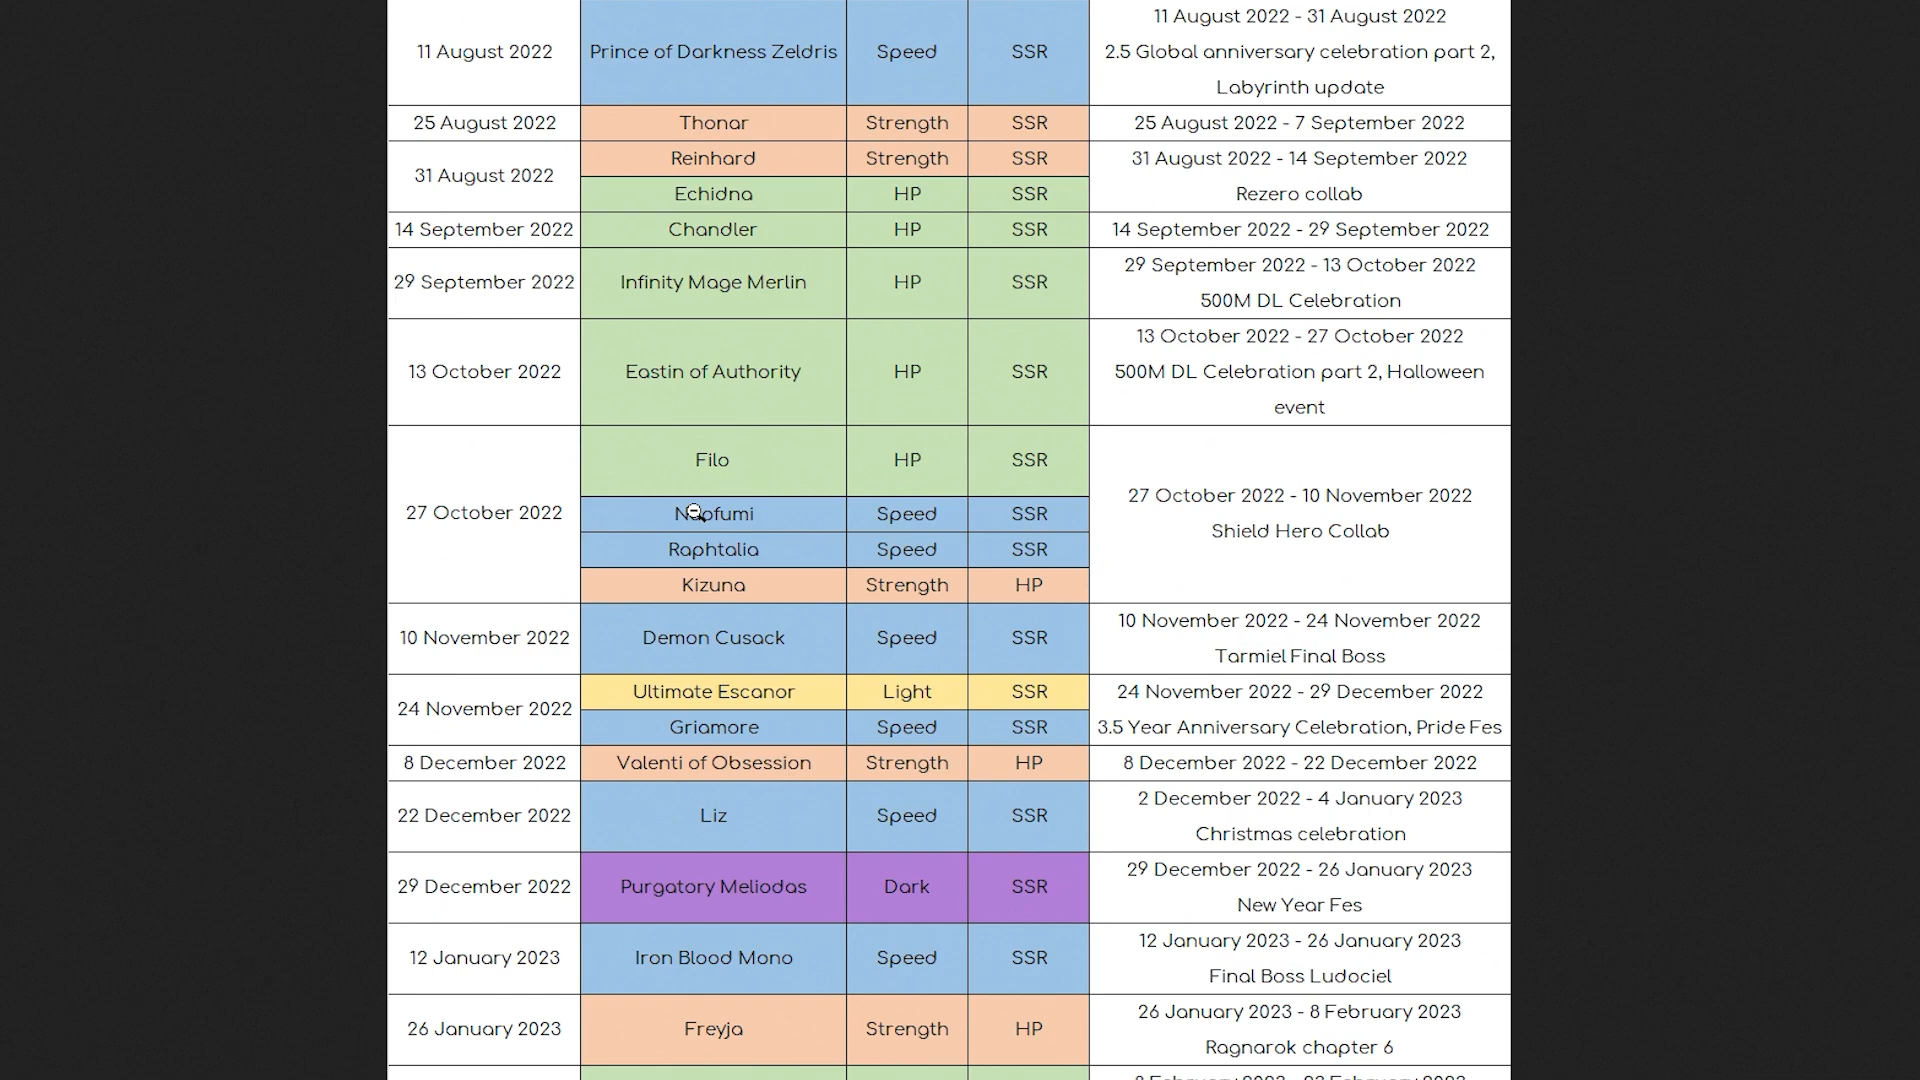 11 August 2022 - 31 August 2022
11 August 2022 Prince of Darkness Zeldris Speed SSR 2.5 Global anniversary celebration part 2,
Labyrinth update
25 August 2022 Thonar Strength SSR 25 August 2022 - 7 September 2022
Reinhard Strength SSR 31 August 2022 - 14 September 2022
31 August 2022
Echidna HP SSR Rezero collab
14 September 2022 Chandler HP SSR 14 September 2022 - 29 September 2022
29 September 2022 - 13 October 2022
29 September 2022 Infinity Mage Merlin HP SSR
500M DL Celebration
13 October 2022 - 27 October 2022
13 October 2022 Eastin of Authority HP SSR 500M DL Celebration part 2, Halloween
event
Filo HP SSR
27 October 2022 - 10 November 2022
27 October 2022 Naofumi Speed SSR
Shield Hero Collab
Raphtalia Speed SSR
Kizuna Strength HP
10 November 2022 - 24 November 2022
10 November 2022 Demon Cusack Speed SSR
Tarmiel Final Boss
Ultimate Escanor Light SSR 24 November 2022 - 29 December 2022
24 November 2022
Griamore Speed SSR 3.5 Year Anniversary Celebration, Pride Fes
8 December 2022 Valenti of Obsession Strength HP 8 December 2022 - 22 December 2022
2 December 2022 - 4 January 2023
22 December 2022 Liz Speed SSR
Christmas celebration
29 December 2022 - 26 January 2023
29 December 2022 Purgatory Meliodas Dark SSR
New Year Fes
12 January 2023 - 26 January 2023
12 January 2023 Iron Blood Mono Speed SSR
Final Boss Ludociel
26 January 2023 - 8 February 2023
26 January 2023 Freyja Strength HP
Ragnarok chapter 6